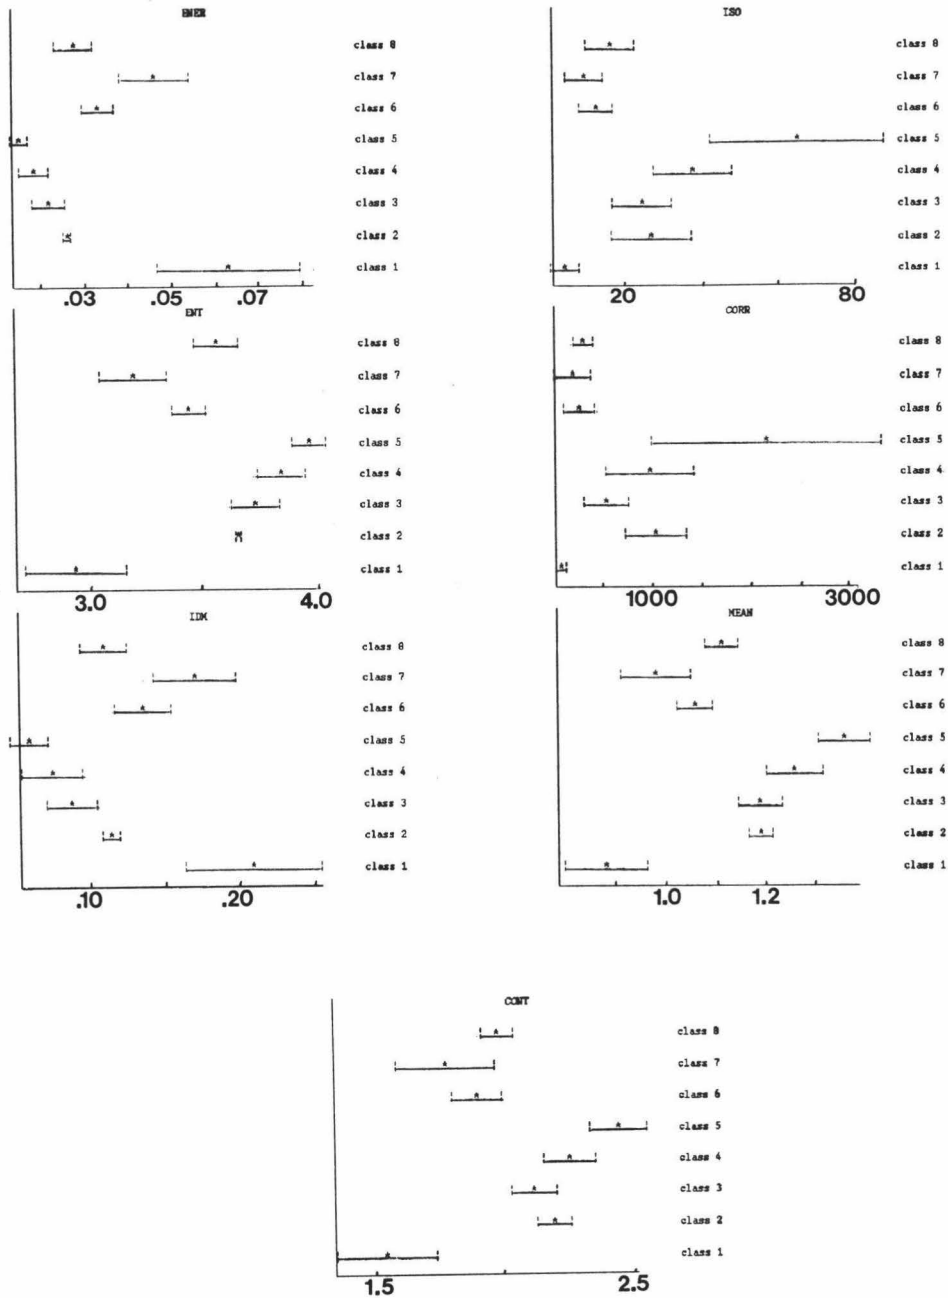 ENER
class 8
class 7
class 6
class 5
class 4
class 3
class 2
class 1
.03 .05 .07
ISO
class 8
class 7
class 6
class 5
class 4
class 3
class 2
class 1
20 80
ENT
class 8
class 7
class 6
class 5
class 4
class 3
class 2
class 1
3.0 4.0
CORR
class 8
class 7
class 6
class 5
class 4
class 3
class 2
class 1
1000 3000
IDM
class 8
class 7
class 6
class 5
class 4
class 3
class 2
class 1
.10 .20
MEAN
class 8
class 7
class 6
class 5
class 4
class 3
class 2
class 1
1.0 1.2
CONT
class 8
class 7
class 6
class 5
class 4
class 3
class 2
class 1
1.5 2.5